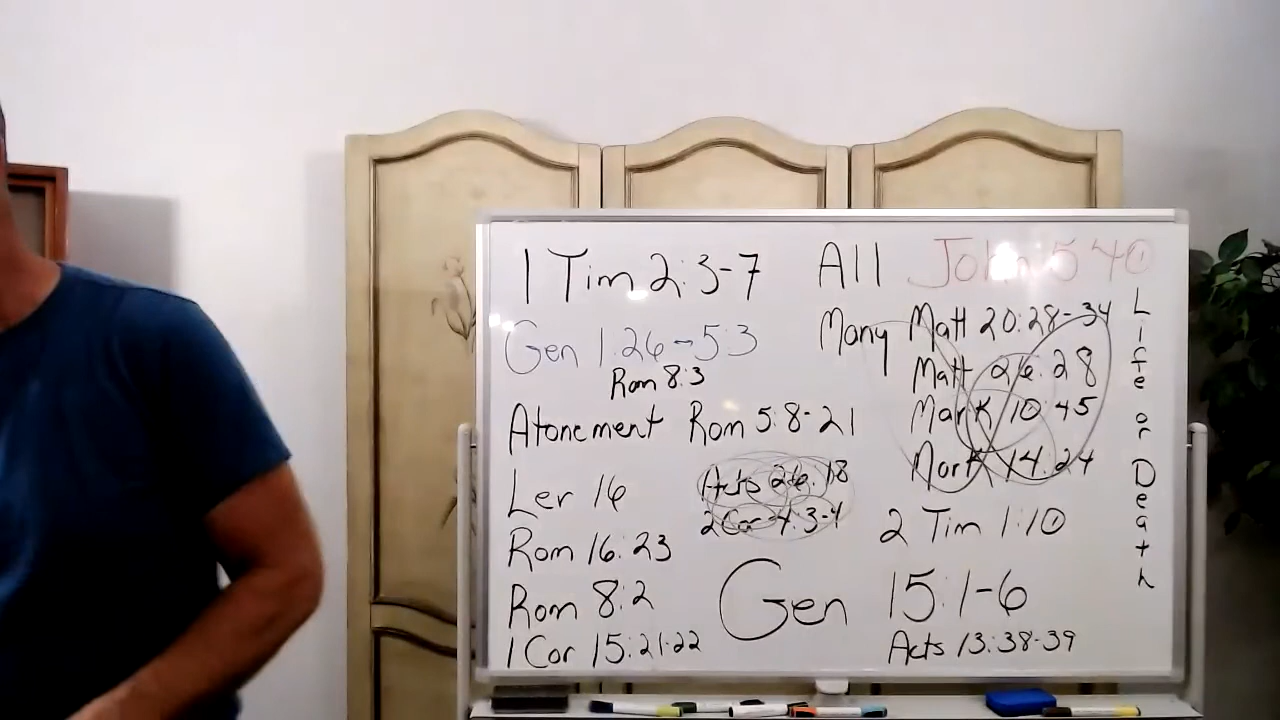 1 Tim 2:3-7 All John 5 40
Gen 1:26-5:3 Many Matt 20:28-34
Rom 8:3 Matt 26:28
Atonement Rom 5:8-21 Mark 10:45
Lev 16 Acts 26:18 Mark 14:24
2 Cor 4:3-4 2 Tim 1:10
Rom 16:23
Rom 8:2 Gen 15:1-6
1 Cor 15:21-22 Acts 13:38-39
Life or Death